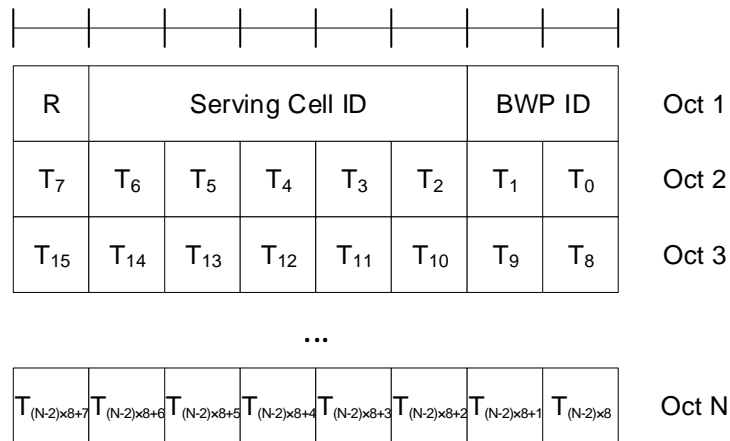 R Serving Cell ID BWP ID Oct 1
T₇ T₆ T₅ T₄ T₃ T₂ T₁ T₀ Oct 2
T₁₅ T₁₄ T₁₃ T₁₂ T₁₁ T₁₀ T₉ T₈ Oct 3
...
T₍N-2₎×8+7 T₍N-2₎×8+6 T₍N-2₎×8+5 T₍N-2₎×8+4 T₍N-2₎×8+3 T₍N-2₎×8+2 T₍N-2₎×8+1 T₍N-2₎×8 Oct N